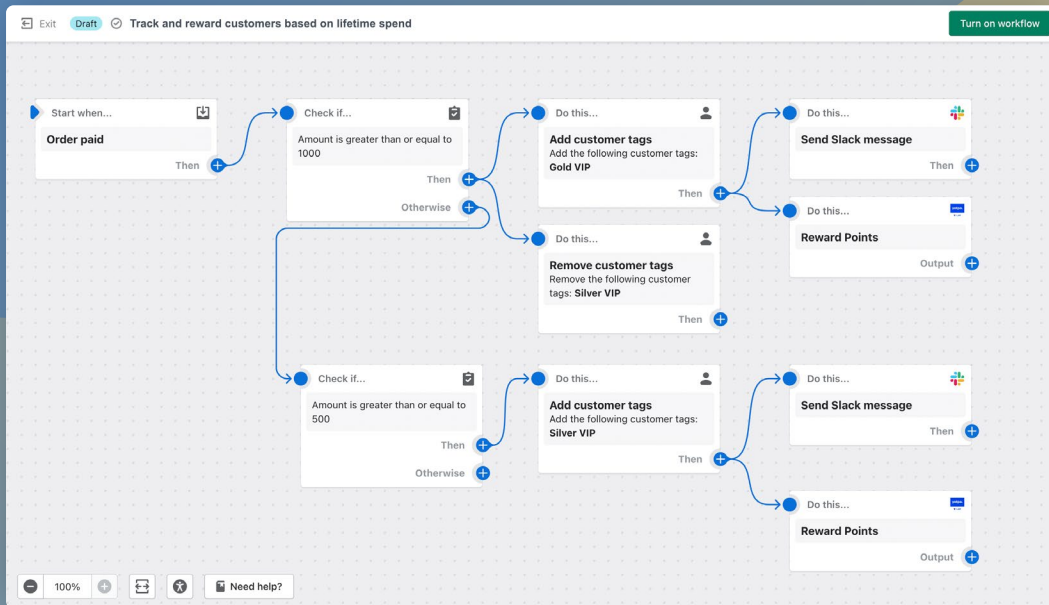 Exit Draft Track and reward customers based on lifetime spend Turn on workflow
Start when...
Order paid
Then
Check if...
Amount is greater than or equal to
1000
Then
Otherwise
Do this...
Add customer tags
Add the following customer tags:
Gold VIP
Then
Do this...
Send Slack message
Then
Do this...
Reward Points
Output
Do this...
Remove customer tags
Remove the following customer
tags: Silver VIP
Then
Check if...
Amount is greater than or equal to
500
Then
Otherwise
Do this...
Add customer tags
Add the following customer tags:
Silver VIP
Then
Do this...
Send Slack message
Then
Do this...
Reward Points
Output
100% Need help?